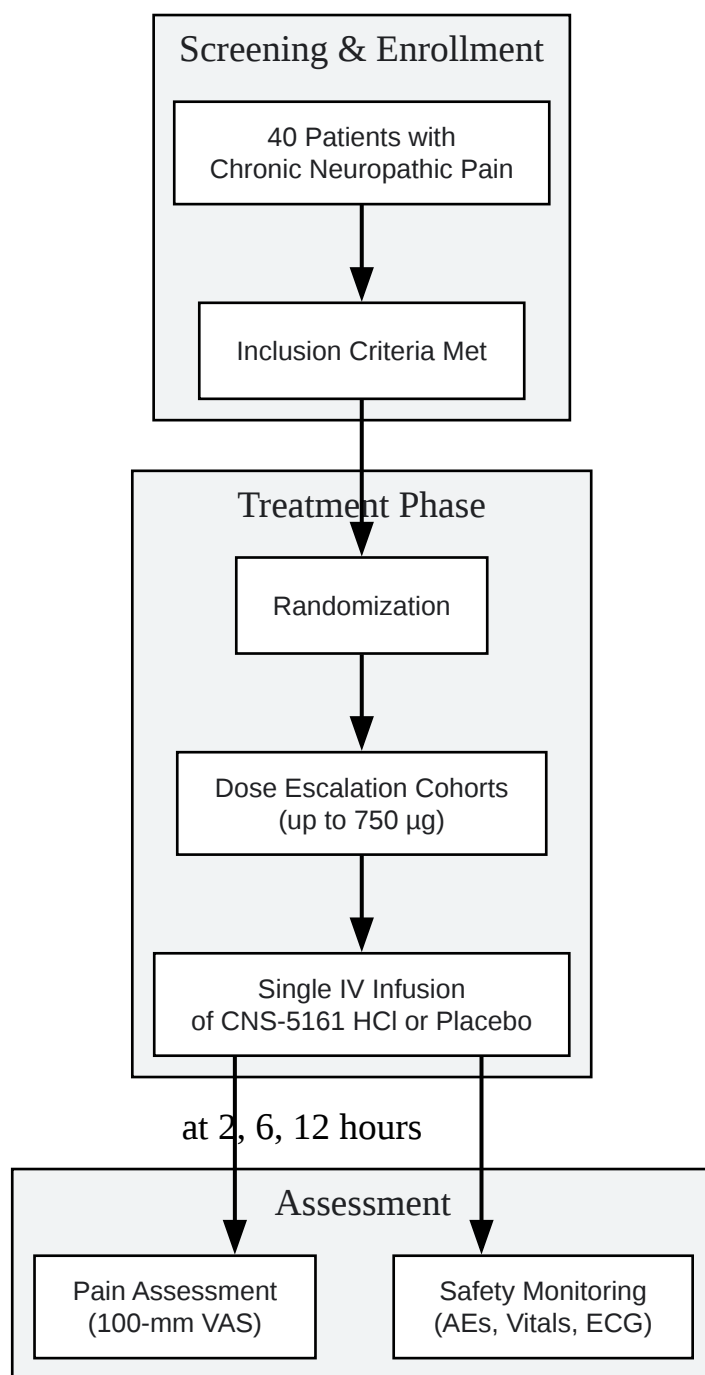 Screening & Enrollment
40 Patients with
Chronic Neuropathic Pain
Inclusion Criteria Met
Treatment Phase
Randomization
Dose Escalation Cohorts
(up to 750 µg)
Single IV Infusion
of CNS-5161 HCl or Placebo
at 2, 6, 12 hours
Assessment
Pain Assessment
(100-mm VAS)
Safety Monitoring
(AEs, Vitals, ECG)